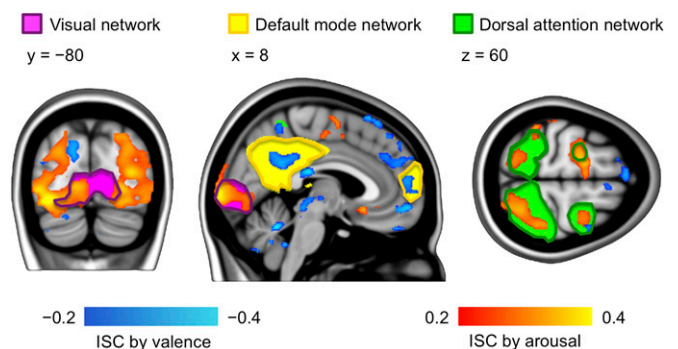 Visual network
Default mode network
Dorsal attention network
y = −80
x = 8
z = 60
−0.2
−0.4
ISC by valence
0.2
0.4
ISC by arousal